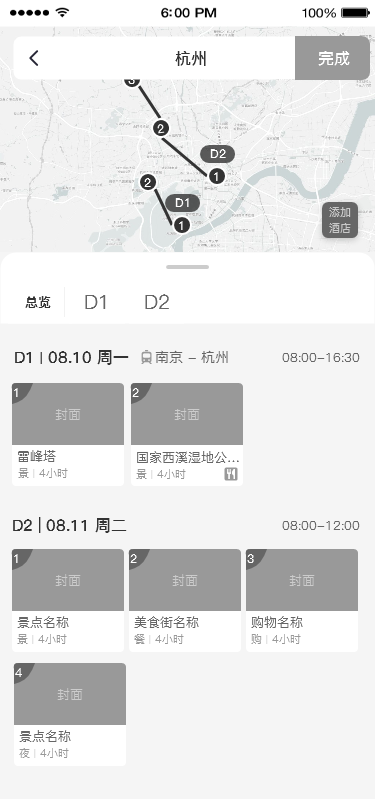 6:00 PM 100%
杭州 完成
3
2
D2
1
2
D1
1
添加
酒店
总览 D1 D2
D1 | 08.10 周一 南京 - 杭州 08:00-16:30
1 封面 2 封面
雷峰塔 国家西溪湿地公...
景 | 4小时 景 | 4小时
D2 | 08.11 周二 08:00-12:00
1 封面 2 封面 3 封面
景点名称 美食街名称 购物名称
景 | 4小时 餐 | 4小时 购 | 4小时
4 封面
景点名称
夜 | 4小时